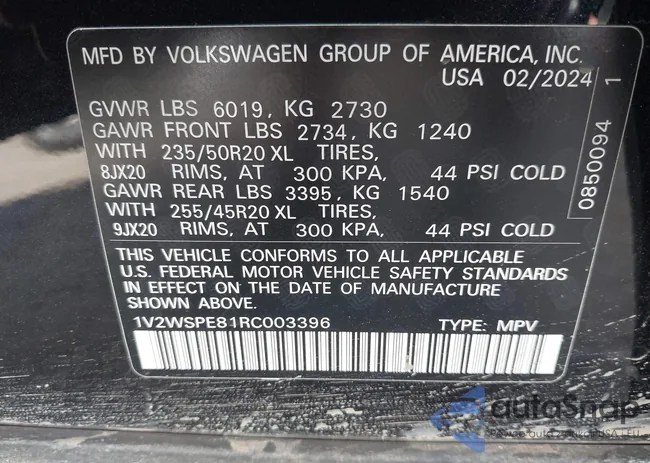 MFD BY VOLKSWAGEN GROUP OF AMERICA, INC.
USA 02/2024
GVWR LBS 6019, KG 2730
GAWR FRONT LBS 2734, KG 1240
WITH 235/50R20 XL TIRES,
8JX20 RIMS, AT 300 KPA, 44 PSI COLD
GAWR REAR LBS 3395, KG 1540
WITH 255/45R20 XL TIRES,
9JX20 RIMS, AT 300 KPA, 44 PSI COLD
0850094 1
THIS VEHICLE CONFORMS TO ALL APPLICABLE
U.S. FEDERAL MOTOR VEHICLE SAFETY STANDARDS
IN EFFECT ON THE DATE OF MANUFACTURE
SHOWN ABOVE.
1V2WSPE81RC003396 TYPE: MPV
autoSnap